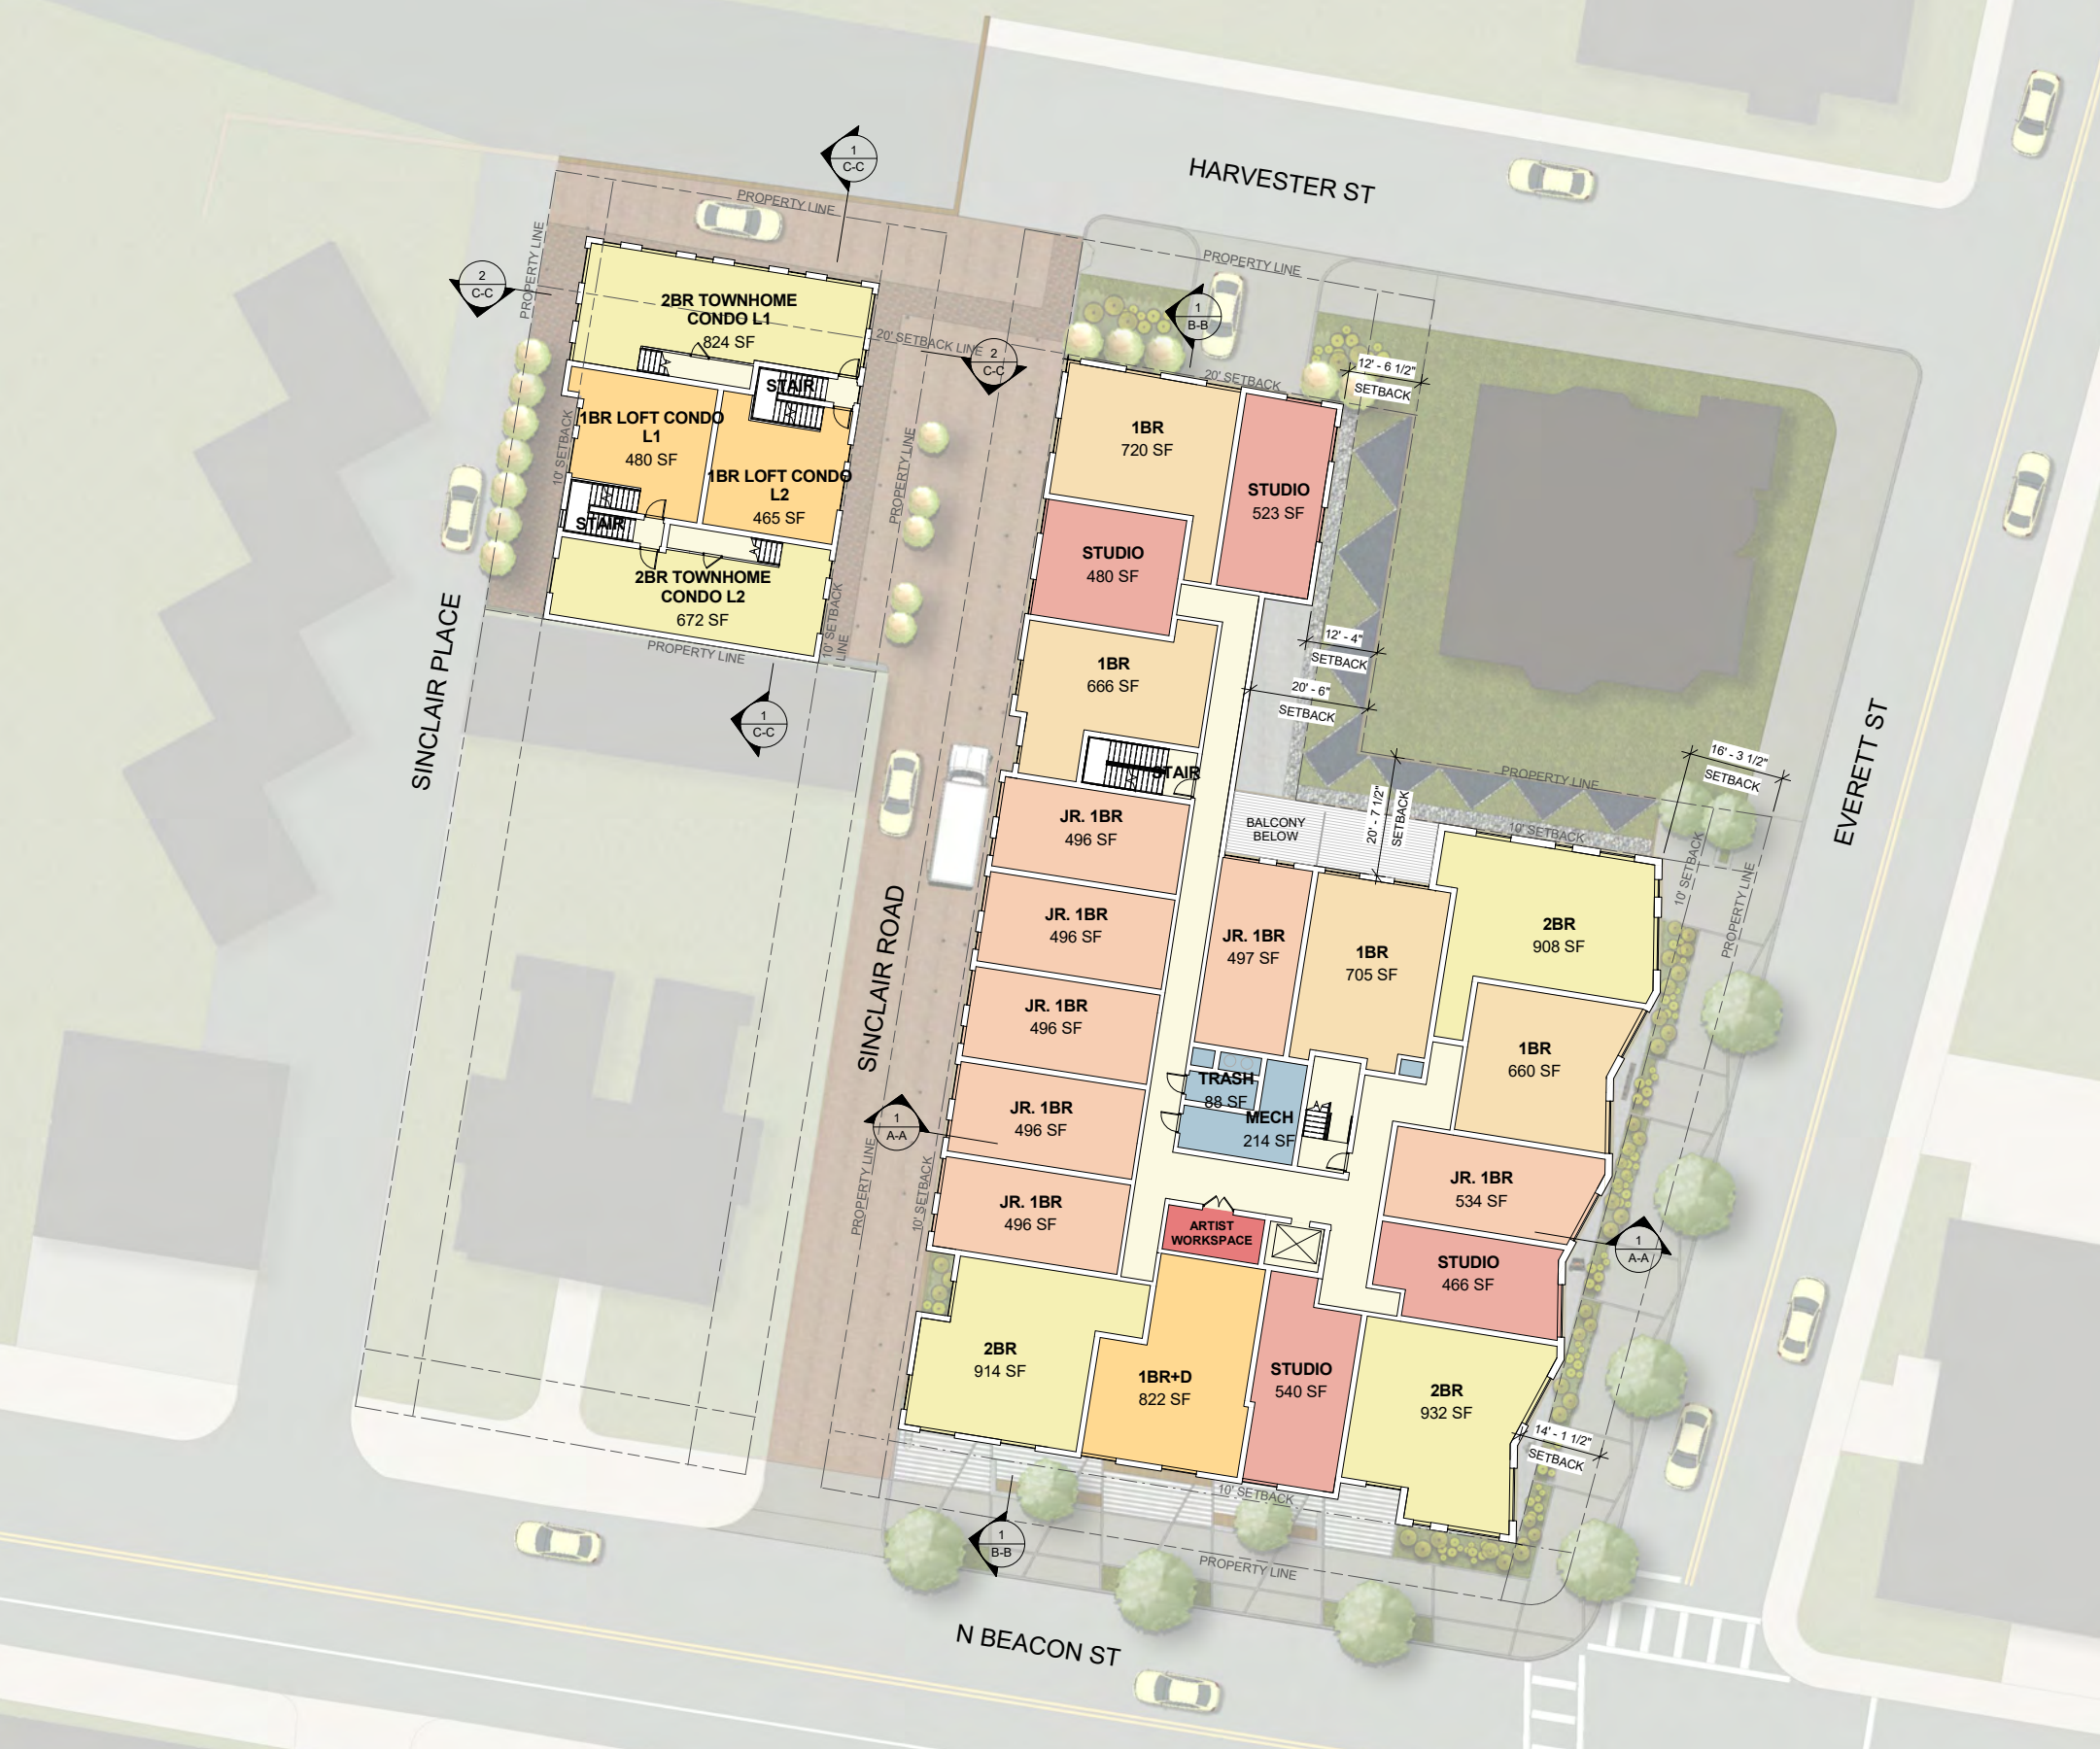 HARVESTER ST
1
C-C
PROPERTY LINE
PROPERTY LINE
2
C-C
2BR TOWNHOME
CONDO L1
824 SF
20' SETBACK LINE
2
C-C
STAIR
1BR LOFT CONDO
L1
480 SF
1BR LOFT CONDO
L2
465 SF
STAIR
10' SETBACK
PROPERTY LINE
2BR TOWNHOME
CONDO L2
672 SF
10' SETBACK
LINE
PROPERTY LINE
1
C-C
SINCLAIR PLACE
SINCLAIR ROAD
PROPERTY LINE
1
B-B
20' SETBACK
12' - 6 1/2"
SETBACK
1BR
720 SF
STUDIO
523 SF
STUDIO
480 SF
1BR
666 SF
12' - 4"
SETBACK
20' - 6"
SETBACK
STAIR
EVERETT ST
16' - 3 1/2"
SETBACK
PROPERTY LINE
20' - 7 1/2"
SETBACK
BALCONY
BELOW
10' SETBACK
10' SETBACK
PROPERTY LINE
JR. 1BR
496 SF
JR. 1BR
496 SF
JR. 1BR
496 SF
JR. 1BR
496 SF
JR. 1BR
496 SF
JR. 1BR
497 SF
1BR
705 SF
2BR
908 SF
1BR
660 SF
TRASH
88 SF
MECH
214 SF
1
A-A
PROPERTY LINE
10' SETBACK
JR. 1BR
534 SF
ARTIST
WORKSPACE
STUDIO
466 SF
1
A-A
2BR
914 SF
1BR+D
822 SF
STUDIO
540 SF
2BR
932 SF
14' - 1 1/2"
SETBACK
10' SETBACK
1
B-B
PROPERTY LINE
N BEACON ST